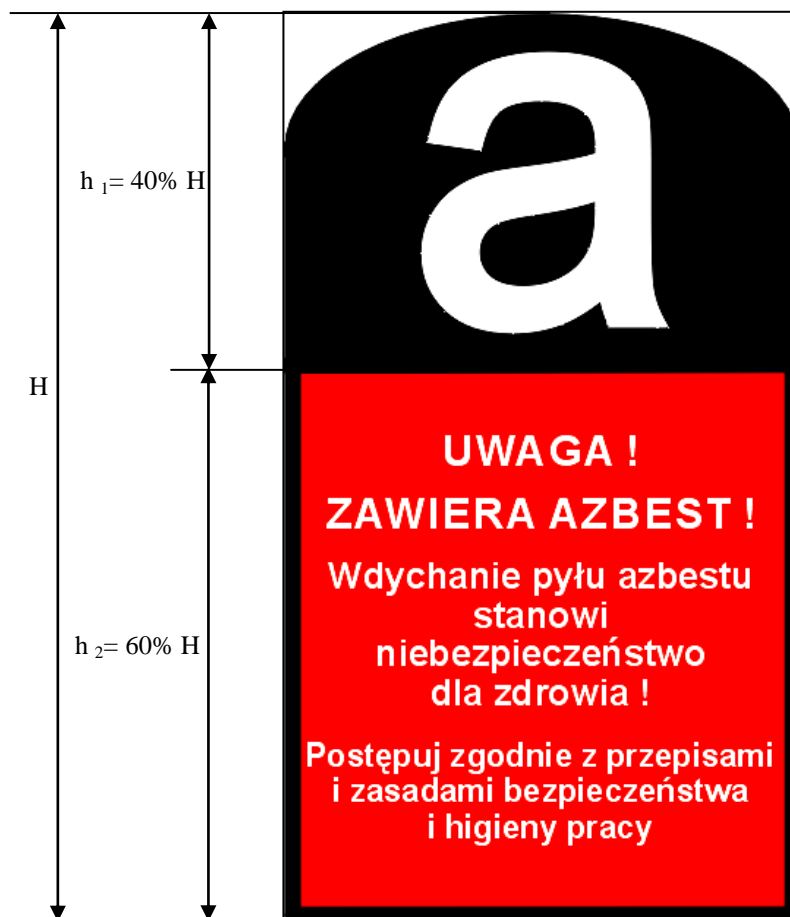 h 1= 40% H
H
h 2= 60% H
a
UWAGA !
ZAWIERA AZBEST !
Wdychanie pyłu azbestu
stanowi
niebezpieczeństwo
dla zdrowia !
Postępuj zgodnie z przepisami
i zasadami bezpieczeństwa
i higieny pracy